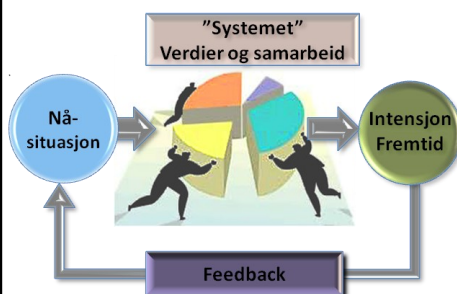 ”Systemet”
Verdier og samarbeid
Nå-
situasjon
Intensjon
Fremtid
Feedback